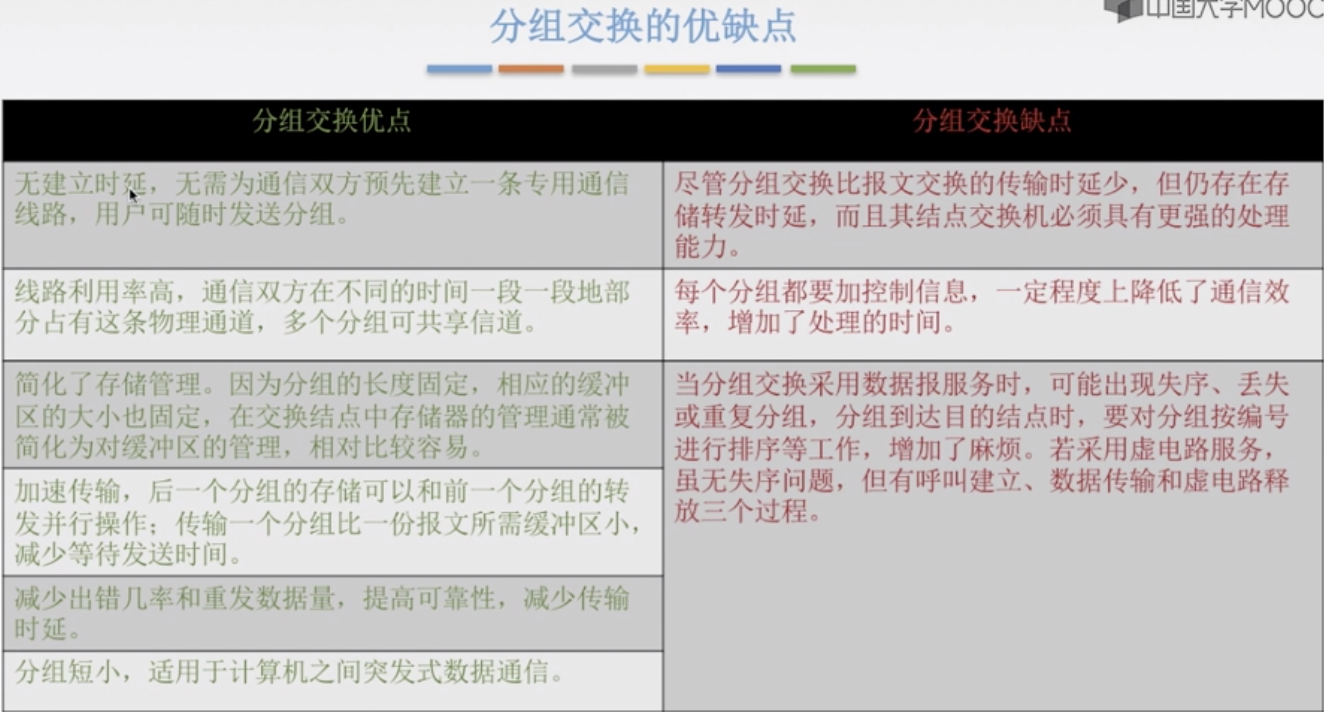 分组交换的优缺点
中国大学MOOC
分组交换优点
分组交换缺点
无建立时延，无需为通信双方预先建立一条专用通信
线路，用户可随时发送分组。
尽管分组交换比报文交换的传输时延少，但仍存在存
储转发时延，而且其结点交换机必须具有更强的处理
能力。
线路利用率高，通信双方在不同的时间一段一段地部
分占有这条物理通道，多个分组可共享信道。
每个分组都要加控制信息，一定程度上降低了通信效
率，增加了处理的时间。
简化了存储管理。因为分组的长度固定，相应的缓冲
区的大小也固定，在交换结点中存储器的管理通常被
简化为对缓冲区的管理，相对比较容易。
当分组交换采用数据报服务时，可能出现失序、丢失
或重复分组，分组到达目的结点时，要对分组按编号
进行排序等工作，增加了麻烦。若采用虚电路服务，
虽无失序问题，但有呼叫建立、数据传输和虚电路释
放三个过程。
加速传输，后一个分组的存储可以和前一个分组的转
发并行操作；传输一个分组比一份报文所需缓冲区小，
减少等待发送时间。
减少出错几率和重发数据量，提高可靠性，减少传输
时延。
分组短小，适用于计算机之间突发式数据通信。